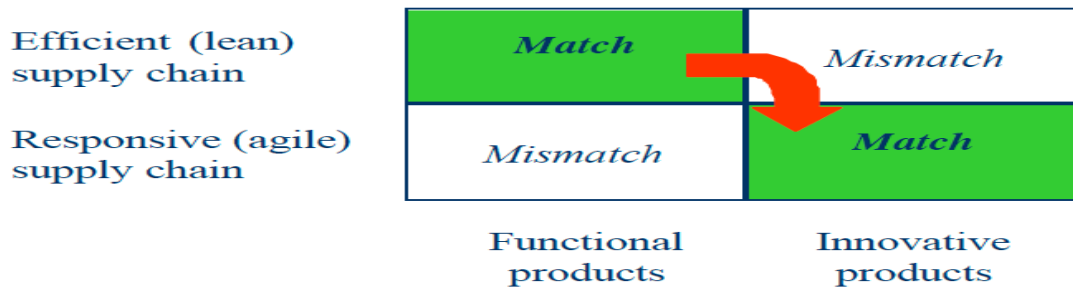 Efficient (lean)
supply chain
Match
Mismatch
Responsive (agile)
supply chain
Mismatch
Match
Functional
products
Innovative
products